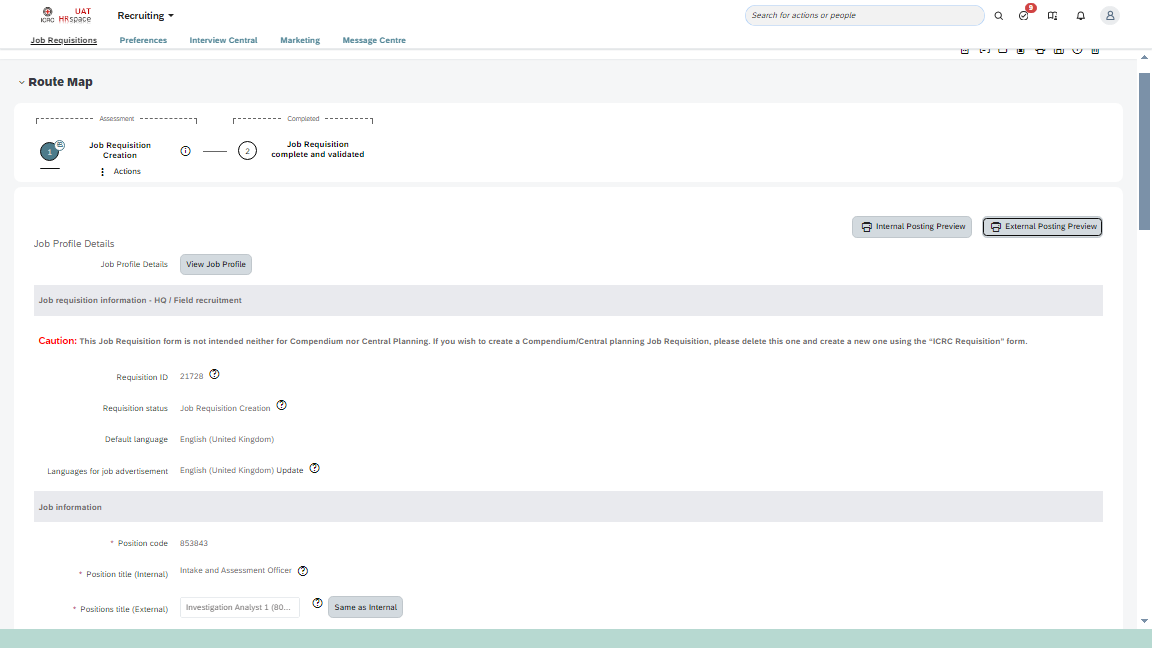 ICRC
UAT
HRspace
Recruiting
Search for actions or people
9
Job Requisitions
Preferences
Interview Central
Marketing
Message Centre
Route Map
Assessment
Completed
1
Job Requisition
Creation
2
Job Requisition
complete and validated
Actions
Internal Posting Preview
External Posting Preview
Job Profile Details
Job Profile Details
View Job Profile
Job requisition information - HQ / Field recruitment
Caution: This Job Requisition form is not intended neither for Compendium nor Central Planning. If you wish to create a Compendium/Central planning Job Requisition, please delete this one and create a new one using the “ICRC Requisition” form.
Requisition ID 21728
Requisition status Job Requisition Creation
Default language English (United Kingdom)
Languages for job advertisement English (United Kingdom) Update
Job information
* Position code 853843
* Position title (Internal) Intake and Assessment Officer
* Positions title (External) Investigation Analyst 1 (80... Same as Internal